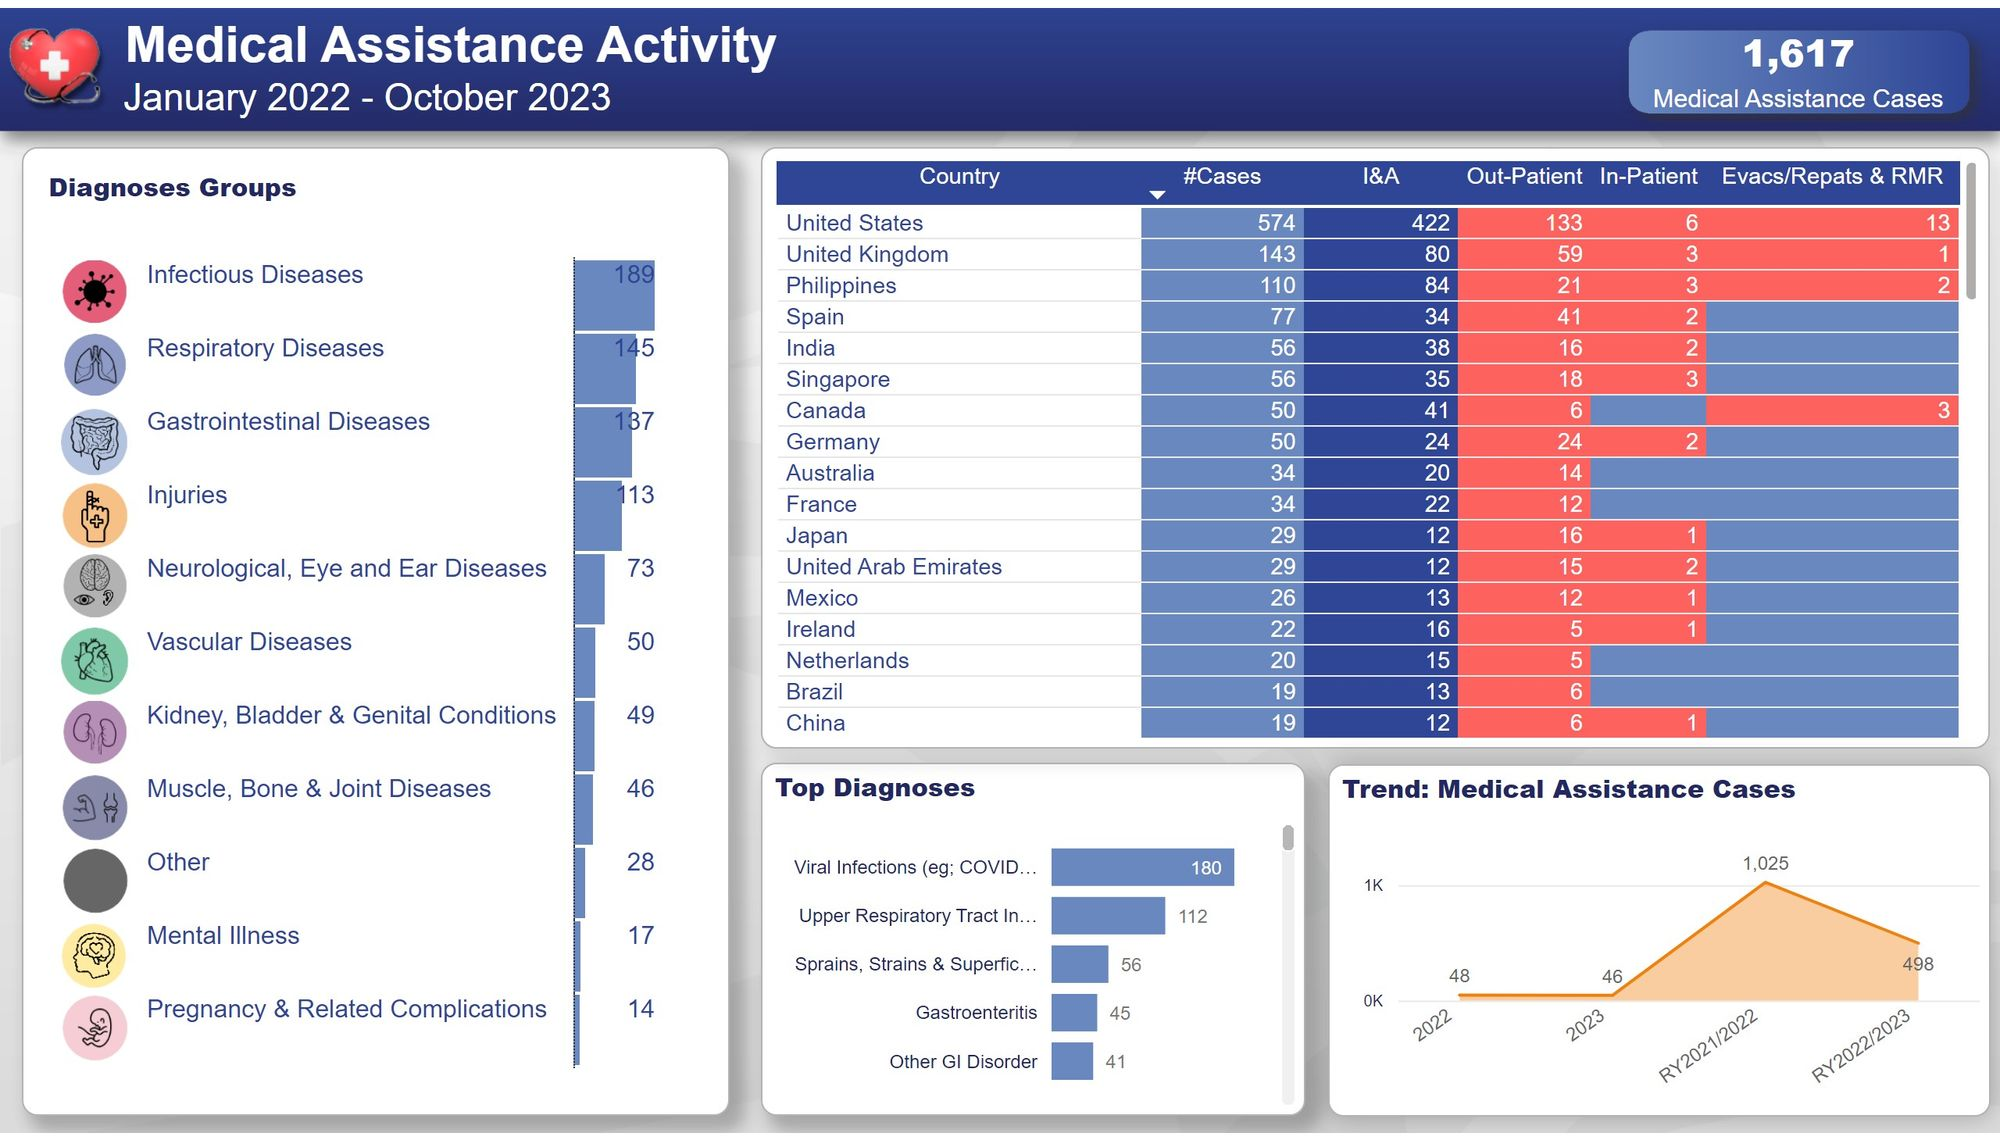 Medical Assistance Activity
January 2022 - October 2023
1,617
Medical Assistance Cases
Diagnoses Groups
Infectious Diseases 189
Respiratory Diseases 145
Gastrointestinal Diseases 137
Injuries 113
Neurological, Eye and Ear Diseases 73
Vascular Diseases 50
Kidney, Bladder & Genital Conditions 49
Muscle, Bone & Joint Diseases 46
Other 28
Mental Illness 17
Pregnancy & Related Complications 14
Country #Cases I&A Out-Patient In-Patient Evacs/Repats & RMR
United States 574 422 133 6 13
United Kingdom 143 80 59 3 1
Philippines 110 84 21 3 2
Spain 77 34 41 2
India 56 38 16 2
Singapore 56 35 18 3
Canada 50 41 6 3
Germany 50 24 24 2
Australia 34 20 14
France 34 22 12
Japan 29 12 16 1
United Arab Emirates 29 12 15 2
Mexico 26 13 12 1
Ireland 22 16 5 1
Netherlands 20 15 5
Brazil 19 13 6
China 19 12 6 1
Top Diagnoses
Viral Infections (eg; COVID... 180
Upper Respiratory Tract In... 112
Sprains, Strains & Superfic... 56
Gastroenteritis 45
Other GI Disorder 41
Trend: Medical Assistance Cases
1,025
1K
48 46 498
0K
2022 2023 RY2021/2022 RY2022/2023